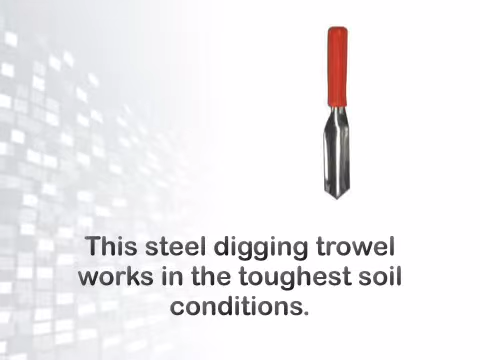 This steel digging trowel
works in the toughest soil
conditions.